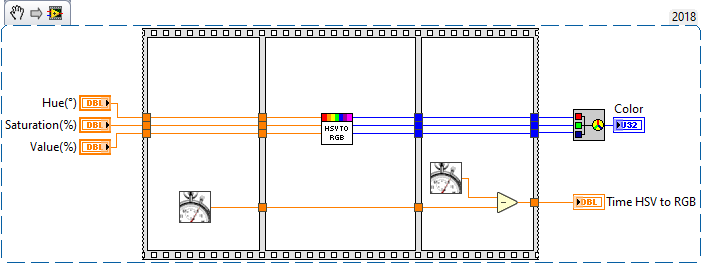 2018
Hue(°) DBL
Saturation(%) DBL
Value(%) DBL
HSV TO
RGB
Color
U32
DBL Time HSV to RGB